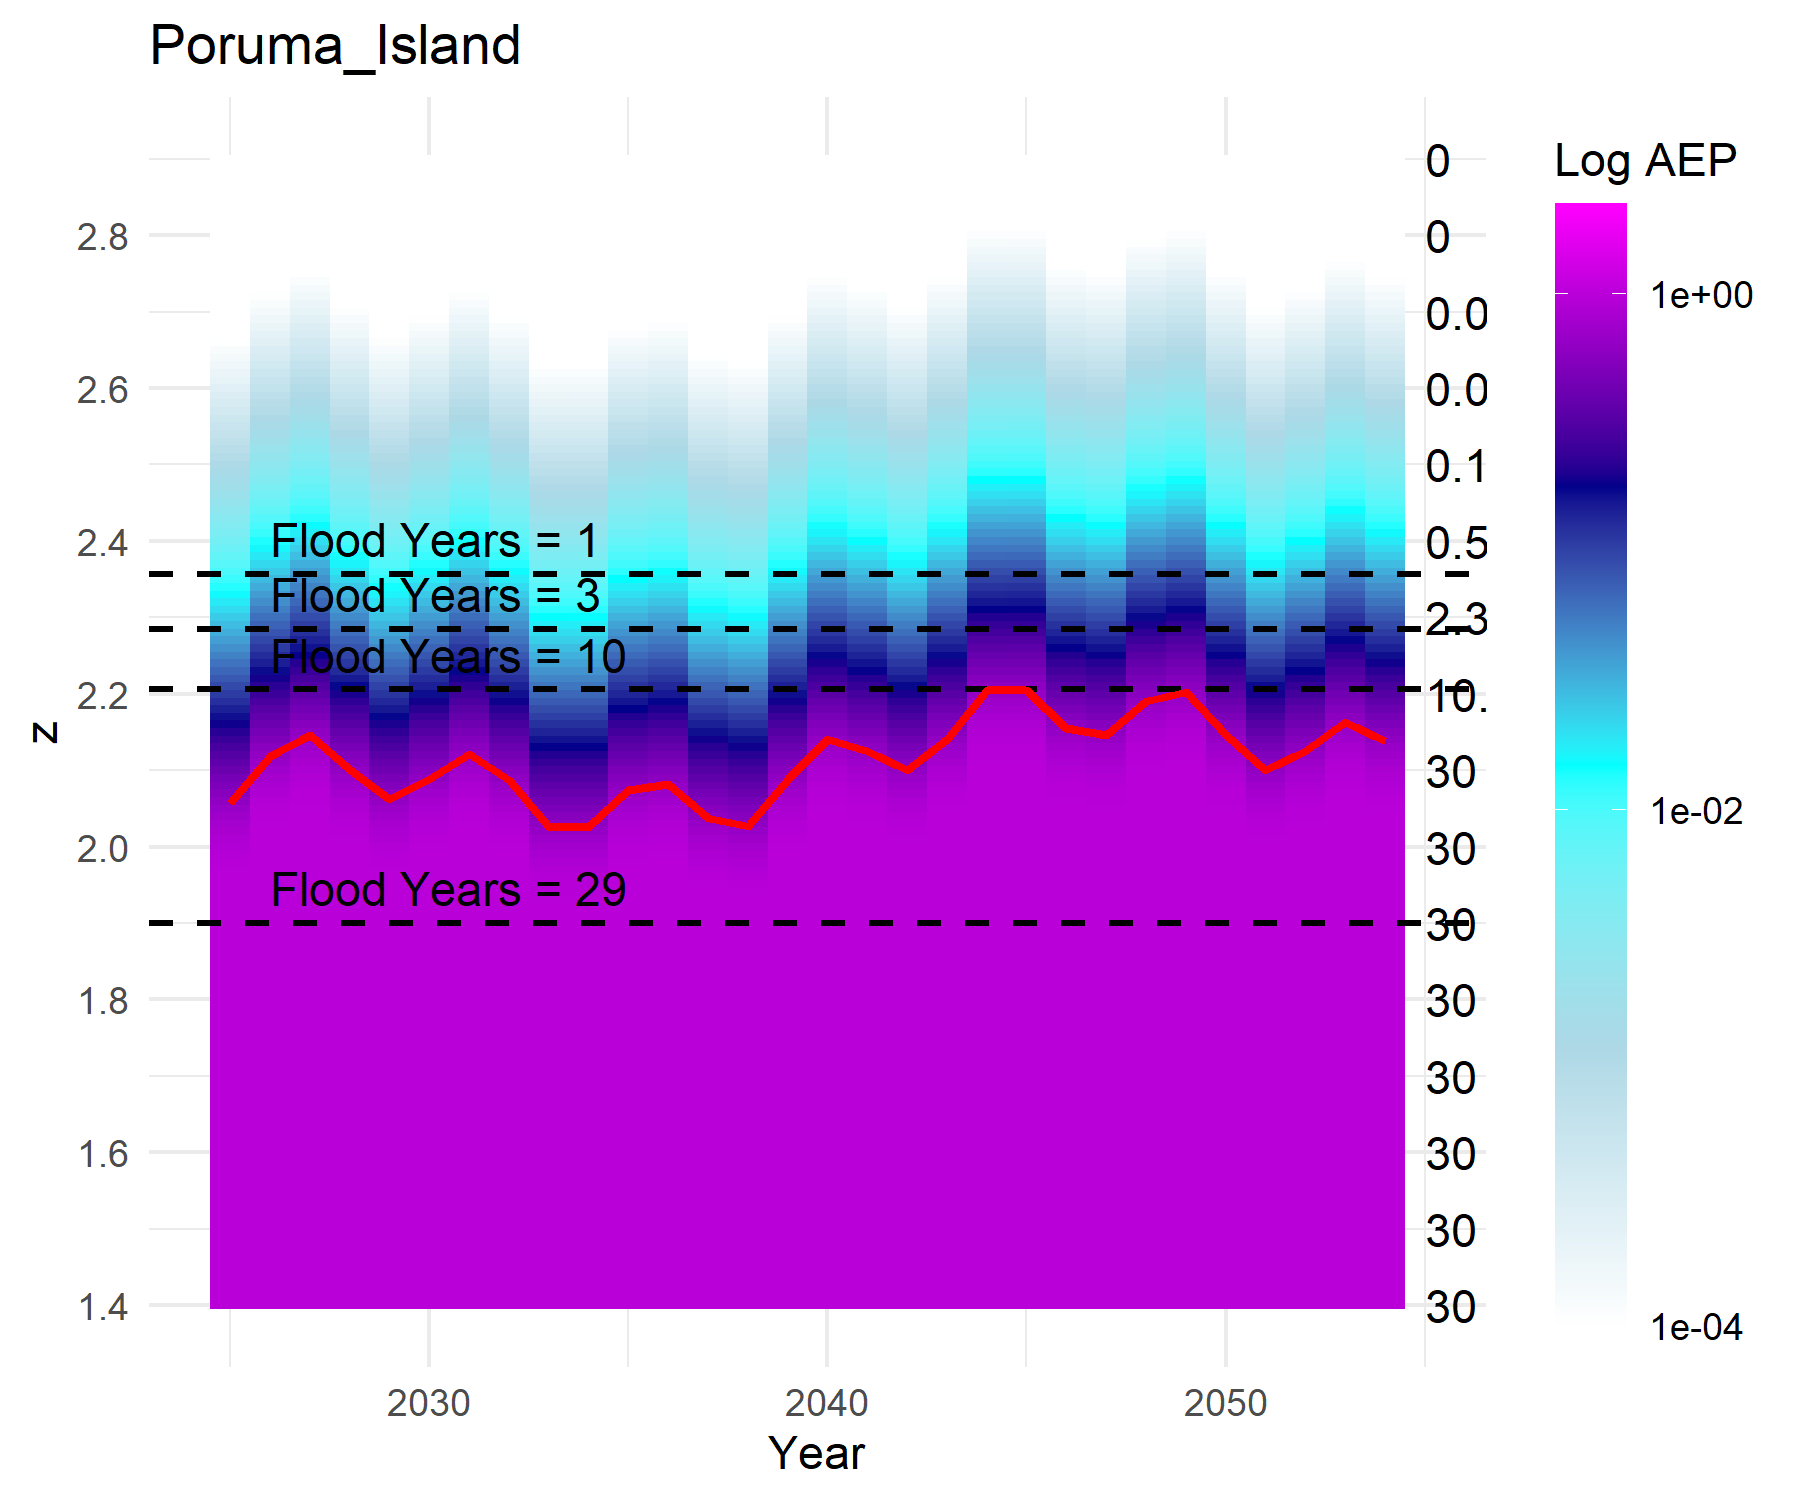 Poruma_Island
Log AEP
1e+00
1e-02
1e-04
z
2.8
2.6
2.4
2.2
2.0
1.8
1.6
1.4
Flood Years = 1
Flood Years = 3
Flood Years = 10
Flood Years = 29
0
0
0.0
0.0
0.1
0.5
2.3
10.
30
30
30
30
30
30
30
30
2030
2040
2050
Year